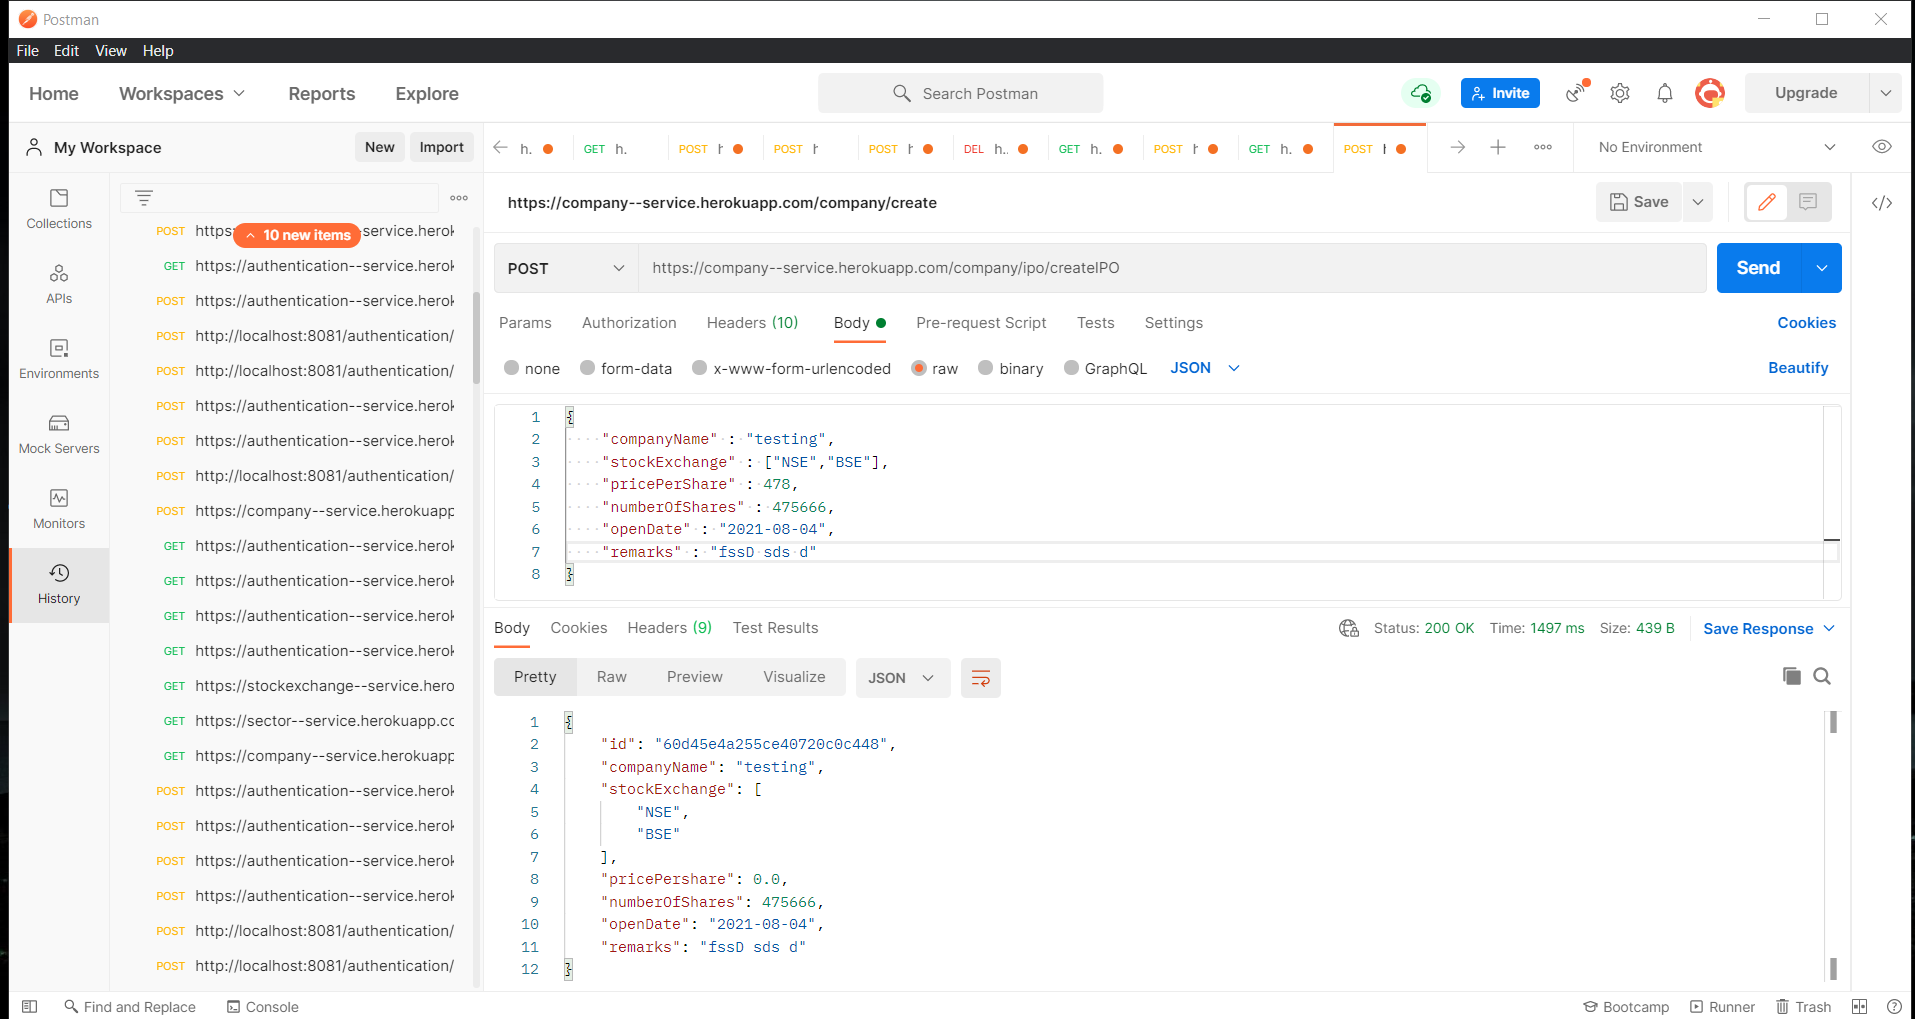 Postman
File Edit View Help
Home Workspaces Reports Explore Search Postman Invite Upgrade
My Workspace New Import h. GET h. POST POST POST DEL h.. GET h. POST GET h. POST No Environment
Collections
APIs
Environments
Mock Servers
Monitors
History
10 new items
POST https: -service.herok
GET https://authentication--service.herok
POST https://authentication--service.herok
POST http://localhost:8081/authentication/
POST http://localhost:8081/authentication/
POST https://authentication--service.herok
POST https://authentication--service.herok
POST http://localhost:8081/authentication/
POST https://company--service.herokuapp
GET https://authentication--service.herok
GET https://authentication--service.herok
GET https://authentication--service.herok
GET https://authentication--service.herok
GET https://stockexchange--service.hero
GET https://sector--service.herokuapp.cc
GET https://company--service.herokuapp
POST https://authentication--service.herok
POST https://authentication--service.herok
POST https://authentication--service.herok
POST https://authentication--service.herok
POST http://localhost:8081/authentication/
POST http://localhost:8081/authentication/
https://company--service.herokuapp.com/company/create Save
POST https://company--service.herokuapp.com/company/ipo/createIPO Send
Params Authorization Headers (10) Body Pre-request Script Tests Settings Cookies
none form-data x-www-form-urlencoded raw binary GraphQL JSON Beautify
1 {
2 "companyName" : "testing",
3 "stockExchange" : ["NSE","BSE"],
4 "pricePerShare" : 478,
5 "numberOfShares" : 475666,
6 "openDate" : "2021-08-04",
7 "remarks" : "fssD sds d"
8 }
Body Cookies Headers (9) Test Results Status: 200 OK Time: 1497 ms Size: 439 B Save Response
Pretty Raw Preview Visualize JSON
1 {
2 "id": "60d45e4a255ce40720c0c448",
3 "companyName": "testing",
4 "stockExchange": [
5 "NSE",
6 "BSE"
7 ],
8 "pricePershare": 0.0,
9 "numberOfShares": 475666,
10 "openDate": "2021-08-04",
11 "remarks": "fssD sds d"
12 }
Find and Replace Console Bootcamp Runner Trash